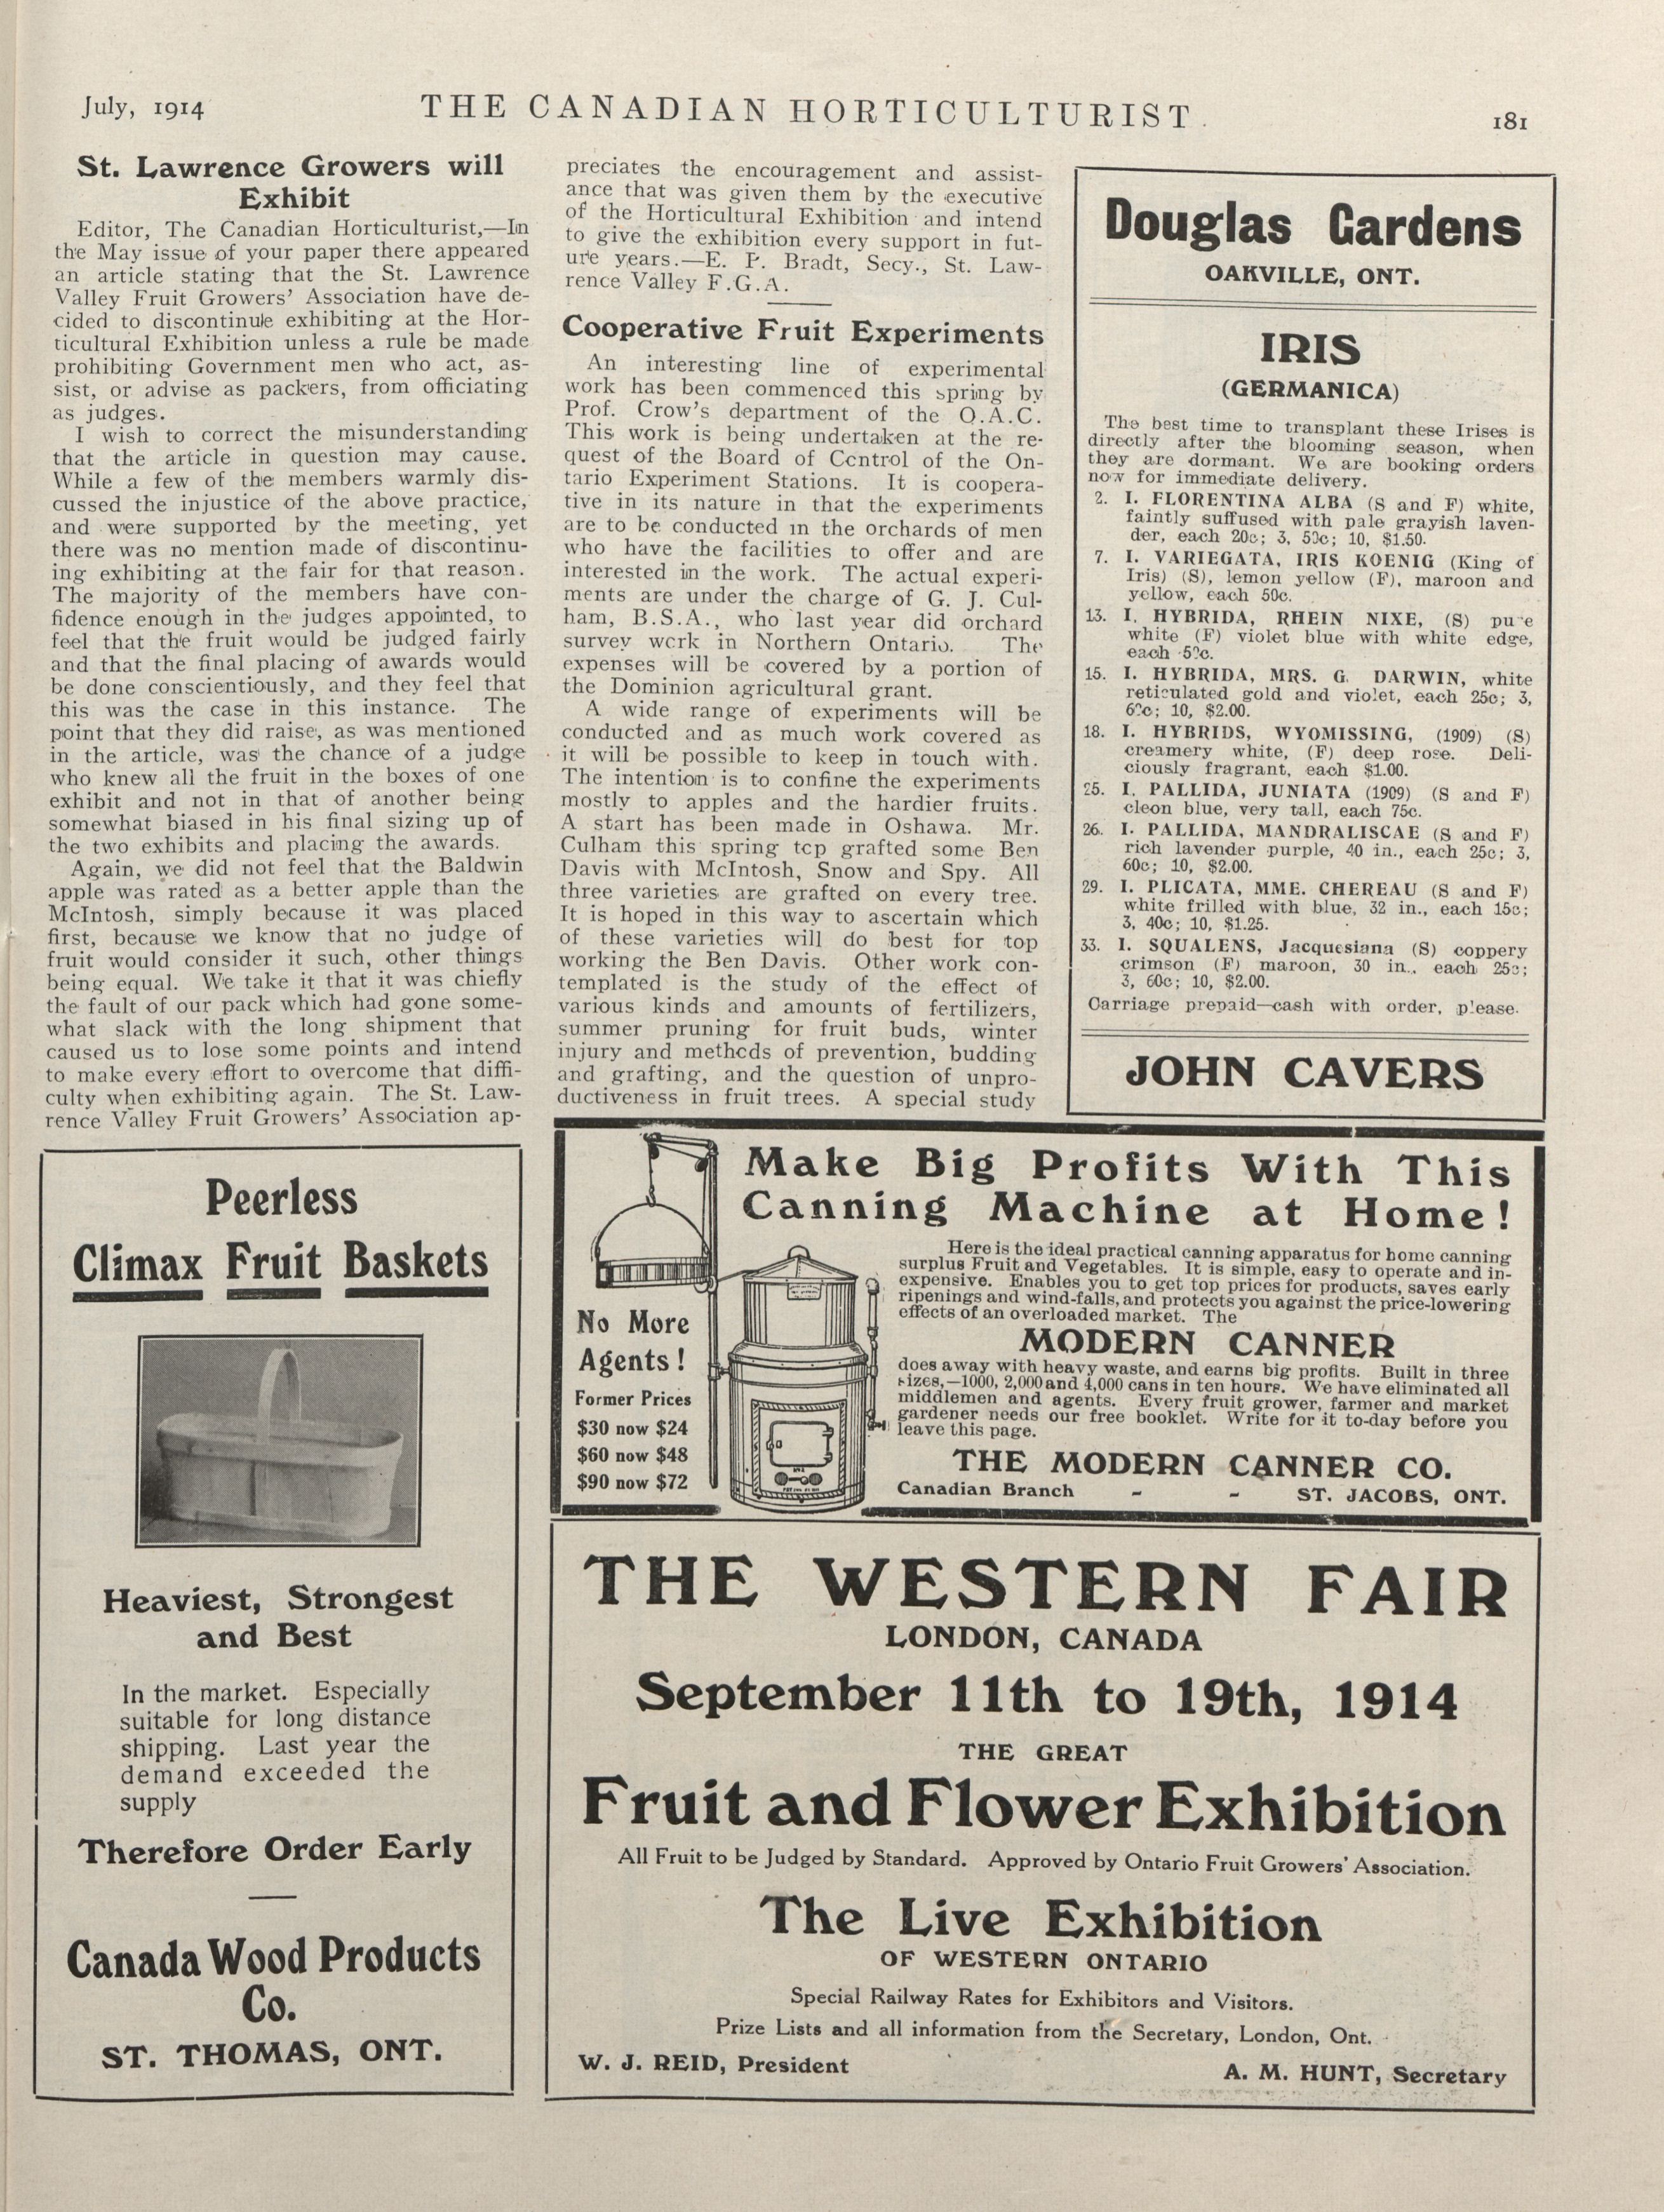 July, 1914
THE CANADIAN HORTICULTURIST.
181
St. Lawrence Growers will
Exhibit
Editor, The Canadian Horticulturist,—In
the May issue of your paper there appeared
an article stating that the St. Lawrence
Valley Fruit Growers' Association have de-
cided to discontinue exhibiting at the Hor-
ticultural Exhibition unless a rule be made
prohibiting Government men who act, as-
sist, or advise as packers, from officiating
as judges.
I wish to correct the misunderstanding
that the article in question may cause.
While a few of the members warmly dis-
cussed the injustice of the above practice,
and were supported by the meeting, yet
there was no mention made of discontinu-
ing exhibiting at the fair for that reason.
The majority of the members have con-
fidence enough in the judges appointed, to
feel that the fruit would be judged fairly
and that the final placing of awards would
be done conscientiously, and they feel that
this was the case in this instance. The
point that they did raise, as was mentioned
in the article, was the chance of a judge
who knew all the fruit in the boxes of one
exhibit and not in that of another being
somewhat biased in his final sizing up of
the two exhibits and placing the awards.
Again, we did not feel that the Baldwin
apple was rated as a better apple than the
McIntosh, simply because it was placed
first, because we know that no judge of
fruit would consider it such, other things
being equal. We take it that it was chiefly
the fault of our pack which had gone some-
what slack with the long shipment that
caused us to lose some points and intend
to make every effort to overcome that diffi-
culty when exhibiting again. The St. Law-
rence Valley Fruit Growers' Association ap-
preciates the encouragement and assist-
ance that was given them by the executive
of the Horticultural Exhibition and intend
to give the exhibition every support in fut-
ure years.—E. P. Bradt, Secy., St. Law-
rence Valley F.G.A.
Cooperative Fruit Experiments
An interesting line of experimental
work has been commenced this spring by
Prof. Crow's department of the O.A.C.
This work is being undertaken at the re-
quest of the Board of Control of the On-
tario Experiment Stations. It is coopera-
tive in its nature in that the experiments
are to be conducted in the orchards of men
who have the facilities to offer and are
interested in the work. The actual experi-
ments are under the charge of G. J. Cul-
ham, B.S.A., who last year did orchard
survey work in Northern Ontario. The
expenses will be covered by a portion of
the Dominion agricultural grant.
A wide range of experiments will be
conducted and as much work covered as
it will be possible to keep in touch with.
The intention is to confine the experiments
mostly to apples and the hardier fruits.
A start has been made in Oshawa. Mr.
Culham this spring top grafted some Ben
Davis with McIntosh, Snow and Spy. All
three varieties are grafted on every tree.
It is hoped in this way to ascertain which
of these varieties will do best for top
working the Ben Davis. Other work con-
templated is the study of the effect of
various kinds and amounts of fertilizers,
summer pruning for fruit buds, winter
injury and methods of prevention, budding
and grafting, and the question of unpro-
ductiveness in fruit trees. A special study
Douglas Gardens
OAKVILLE, ONT.
IRIS
(GERMANICA)
The best time to transplant these Irises is
directly after the blooming season, when
they are dormant. We are booking orders
now for immediate delivery.
2. I. FLORENTINA ALBA (S and F) white,
faintly suffused with pale grayish laven-
der, each 20c; 3, 50c; 10, $1.50.
7. I. VARIEGATA, IRIS KOENIG (King of
Iris) (S), lemon yellow (F), maroon and
yellow, each 50c.
13. I. HYBRIDA, RHEIN NIXE, (S) pure
white (F) violet blue with white edge,
each
15. I. HYBRIDA, MRS. G. DARWIN, white
reticulated gold and violet, each 25c; 3,
10, $2.00.
18. I. HYBRIDS, WYOMISSING, (1909) (S)
creamery white, (F) deep rose. Deli-
ciously fragrant, each $1.00.
25. I. PALLIDA, JUNIATA (1909) (S and F)
cleon blue, very tall, each 75c.
26. I. PALLIDA, MANDRALISCAE (S and F)
rich lavender purple, 40 in., each 25c; 3,
60c; 10, $2.00.
29. I. PLICATA, MME. CHEREAU (S and F)
white frilled with blue, 32 in., each 15c;
3, 40c; 10, $1.25.
33. I. SQUALENS, Jacquesiana (S) coppery
crimson (F) maroon, 30 in., each 25c;
3, 60c; 10, $2.00.
Carriage prepaid—cash with order, please.
JOHN CAVERS
Peerless
Climax Fruit Baskets
Heaviest, Strongest
and Best
In the market. Especially
suitable for long distance
shipping. Last year the
demand exceeded the
supply
Therefore Order Early
Canada Wood Products
Co.
ST. THOMAS, ONT.
Make Big Profits With This
Canning Machine at Home!
No More
Agents!
Former Prices
$30 now $24
$60 now $48
$90 now $72
Here is the ideal practical canning apparatus for home canning
surplus Fruit and Vegetables. It is simple, easy to operate and in-
expensive. Enables you to get top prices for products, saves early
ripenings and wind-falls, and protects you against the price-lowering
effects of an overloaded market. The
MODERN CANNER
does away with heavy waste, and earns big profits. Built in three
sizes,—1000, 2,000 and 4,000 cans in ten hours. We have eliminated all
middlemen and agents. Every fruit grower, farmer and market
gardener needs our free booklet. Write for it to-day before you
leave this page.
THE MODERN CANNER CO.
Canadian Branch - - ST. JACOBS, ONT.
THE WESTERN FAIR
LONDON, CANADA
September 11th to 19th, 1914
THE GREAT
Fruit and Flower Exhibition
All Fruit to be Judged by Standard. Approved by Ontario Fruit Growers' Association.
The Live Exhibition
OF WESTERN ONTARIO
Special Railway Rates for Exhibitors and Visitors.
Prize Lists and all information from the Secretary, London, Ont.
W. J. REID, President
A. M. HUNT, Secretary